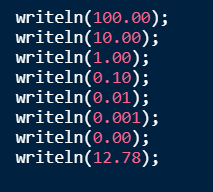 writeln(100.00);
writeln(10.00);
writeln(1.00);
writeln(0.10);
writeln(0.01);
writeln(0.001);
writeln(0.00);
writeln(12.78);